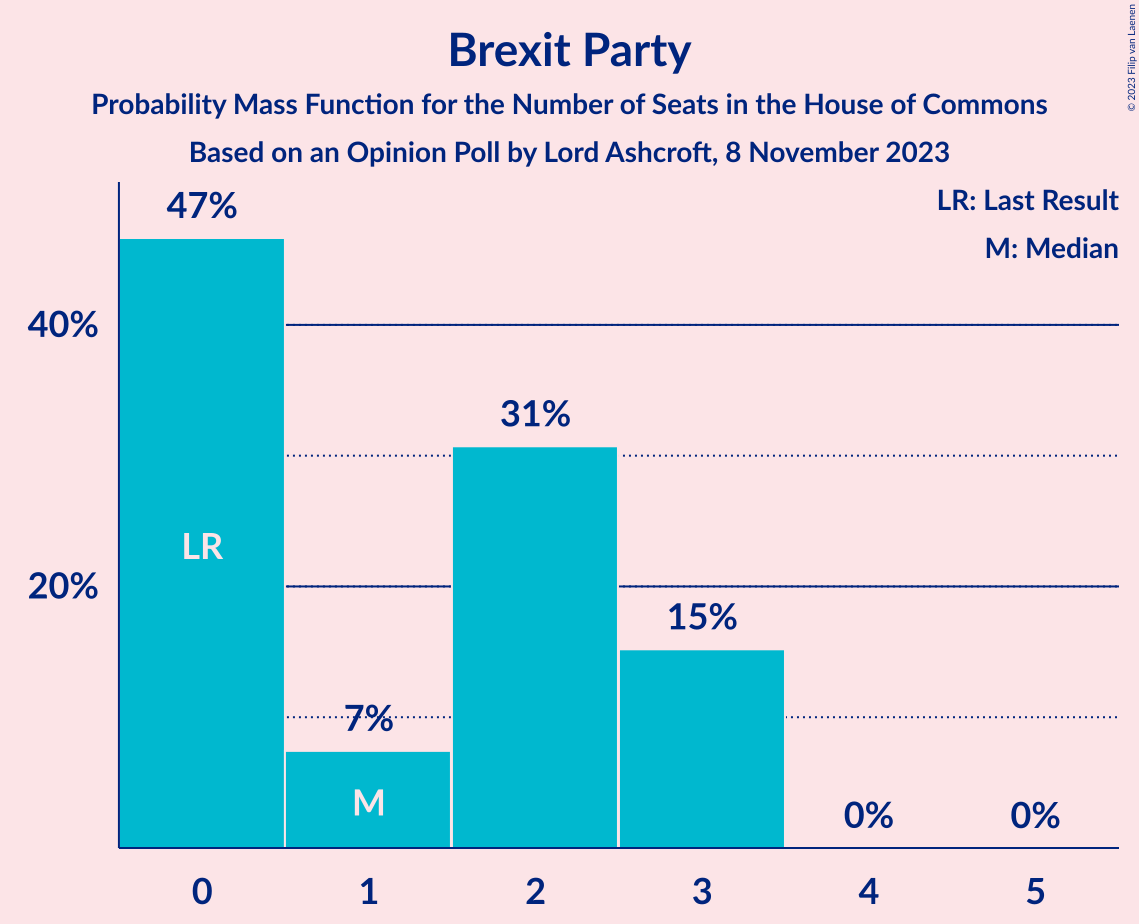 Brexit Party
Probability Mass Function for the Number of Seats in the House of Commons
Based on an Opinion Poll by Lord Ashcroft, 8 November 2023
© 2023 Filip van Laenen
LR: Last Result
M: Median
47%
40%
31%
LR
20%
15%
7%
M
0%
0%
0 1 2 3 4 5